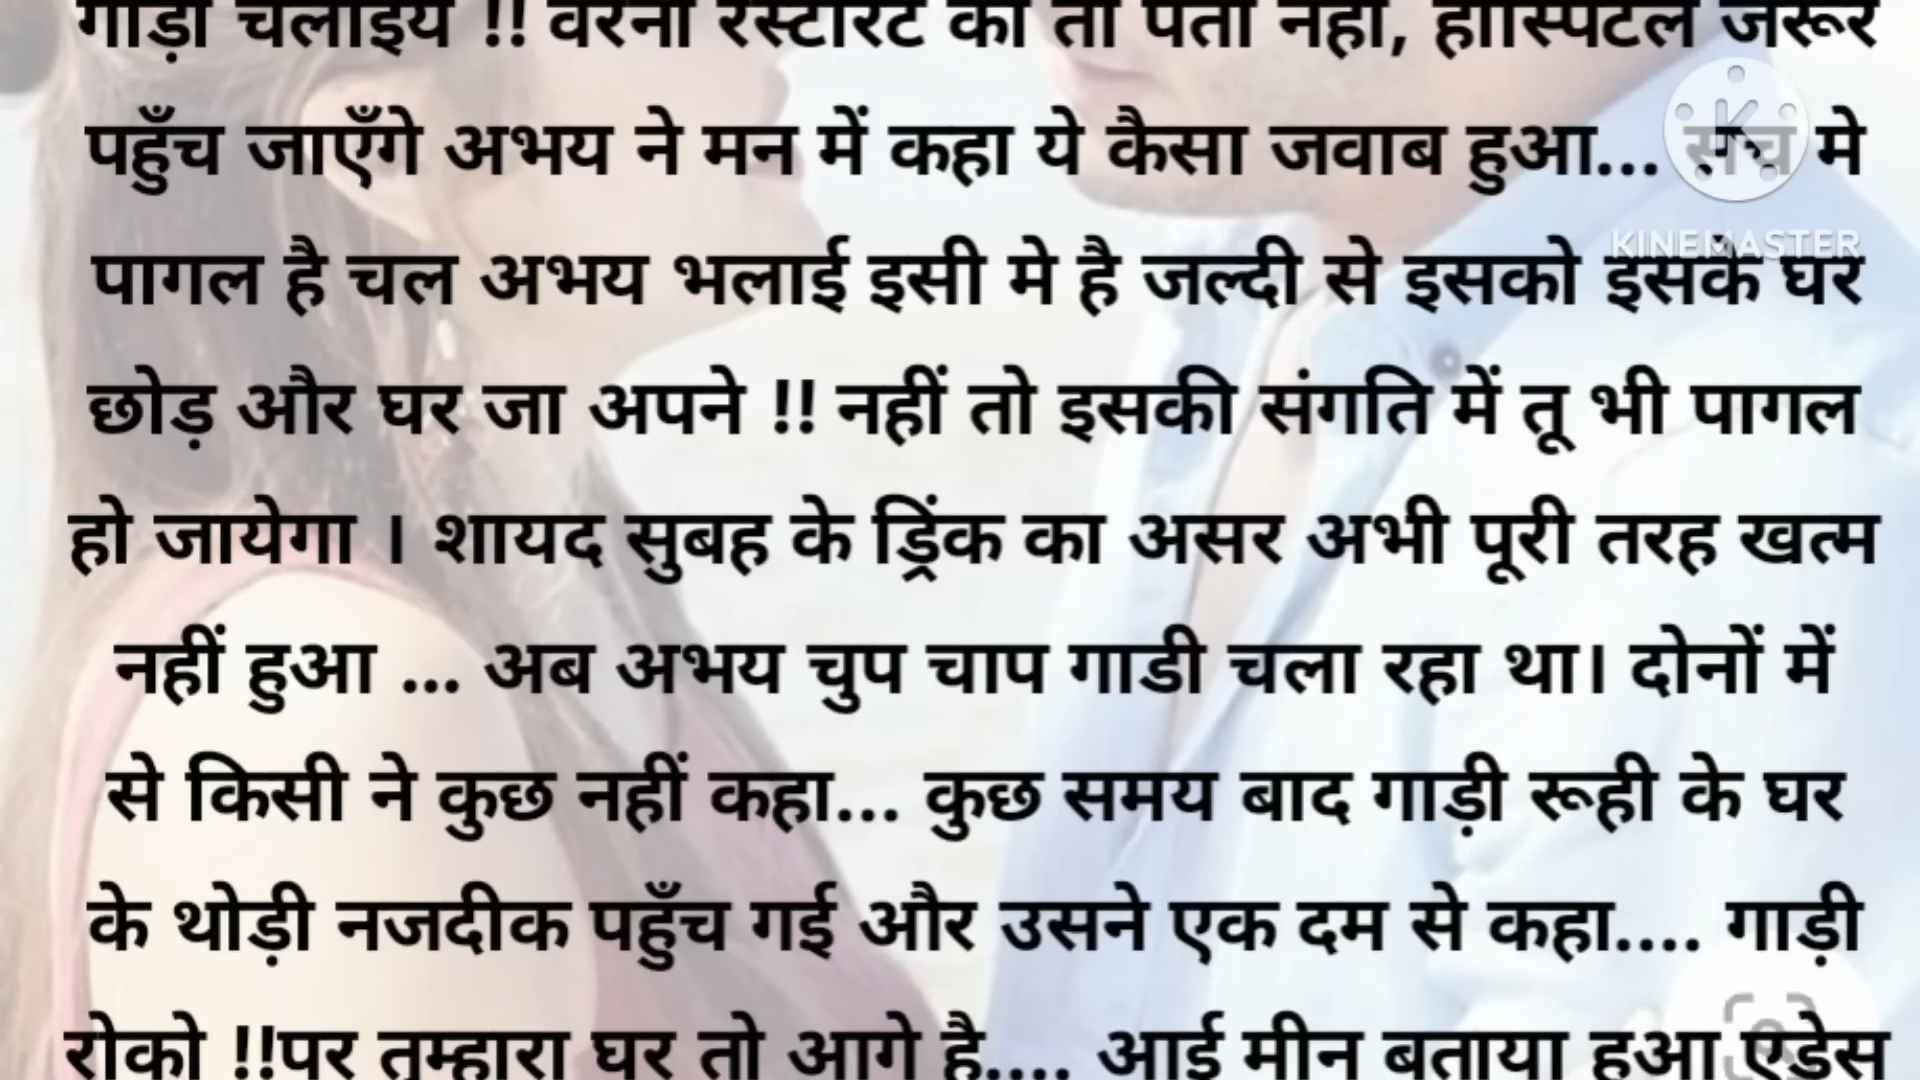 गाड़ी चलाइये !! वरना रेस्टोरेंट का तो पता नहीं, हॉस्पिटल जरूर
पहुँच जाएँगे अभय ने मन में कहा ये कैसा जवाब हुआ... सच मे
पागल है चल अभय भलाई इसी मे है जल्दी से इसको इसके घर
छोड़ और घर जा अपने !! नहीं तो इसकी संगति में तू भी पागल
हो जायेगा । शायद सुबह के ड्रिंक का असर अभी पूरी तरह खत्म
नहीं हुआ ... अब अभय चुप चाप गाडी चला रहा था। दोनों में
से किसी ने कुछ नहीं कहा... कुछ समय बाद गाड़ी रूही के घर
के थोड़ी नजदीक पहुँच गई और उसने एक दम से कहा.... गाड़ी
रोको !!पर तुम्हारा घर तो आगे है.... आई मीन बताया हुआ एड्रेस
K
KINEMASTER